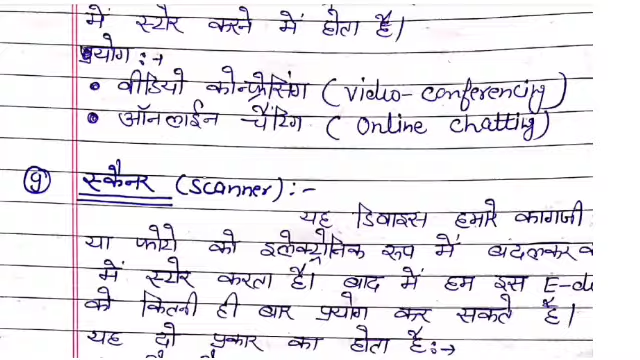 में स्टोर करने में होता है।
प्रयोग :→
• वीडियो कोन्फ्रेसिंग (Video-conferencing)
• ऑनलाईन चैटिंग (Online chatting)
9 स्कैनर (Scanner) :-
यह डिवाइस हमारे कागजी
या फोटो को इलेक्ट्रोनिक रूप में बदलकर
में स्टोर करता है। बाद में हम इस E-
को कितनी ही बार प्रयोग कर सकते है।
यह दो प्रकार का होता है :→